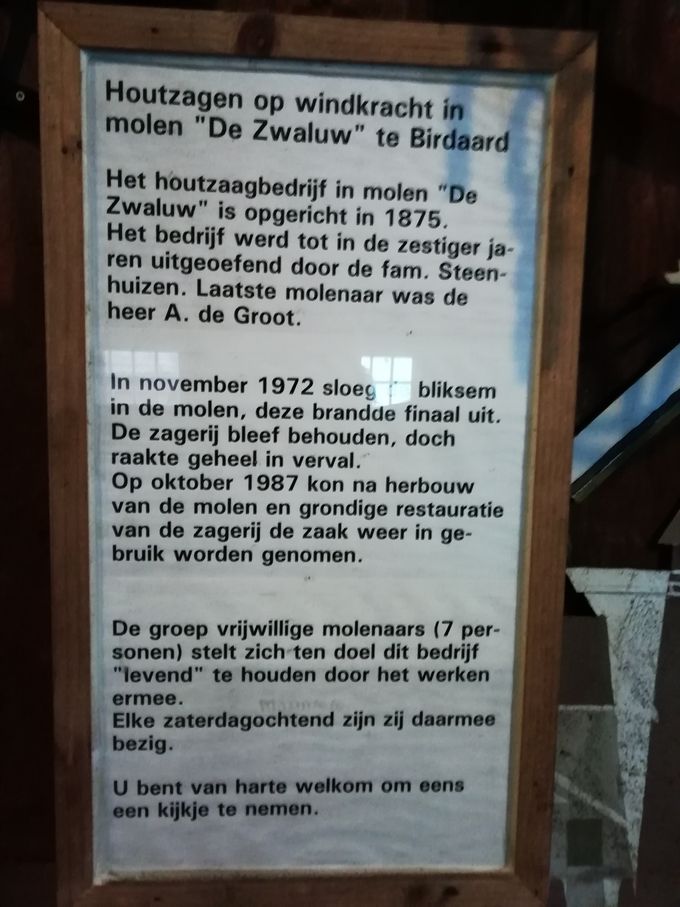 Houtzagen op windkracht in
molen "De Zwaluw" te Birdaard
Het houtzaagbedrijf in molen "De
Zwaluw" is opgericht in 1875.
Het bedrijf werd tot in de zestiger ja-
ren uitgeoefend door de fam. Steen-
huizen. Laatste molenaar was de
heer A. de Groot.
In november 1972 sloeg bliksem
in de molen, deze brandde finaal uit.
De zagerij bleef behouden, doch
raakte geheel in verval.
Op oktober 1987 kon na herbouw
van de molen en grondige restauratie
van de zagerij de zaak weer in ge-
bruik worden genomen.
De groep vrijwillige molenaars (7 per-
sonen) stelt zich ten doel dit bedrijf
"levend" te houden door het werken
ermee.
Elke zaterdagochtend zijn zij daarmee
bezig.
U bent van harte welkom om eens
een kijkje te nemen.